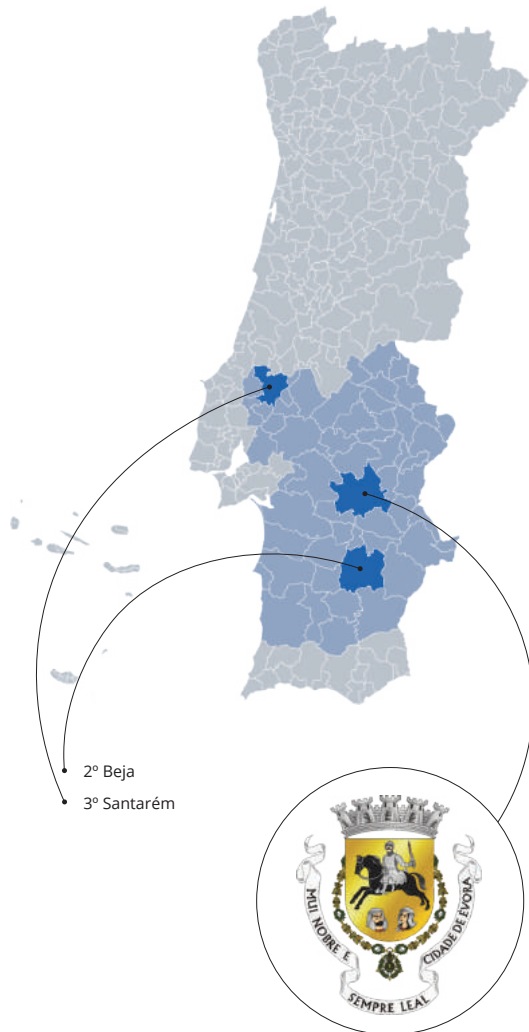 2º Beja
3º Santarém
MUI NOBRE E
SEMPRE LEAL
CIDADE DE ÉVORA